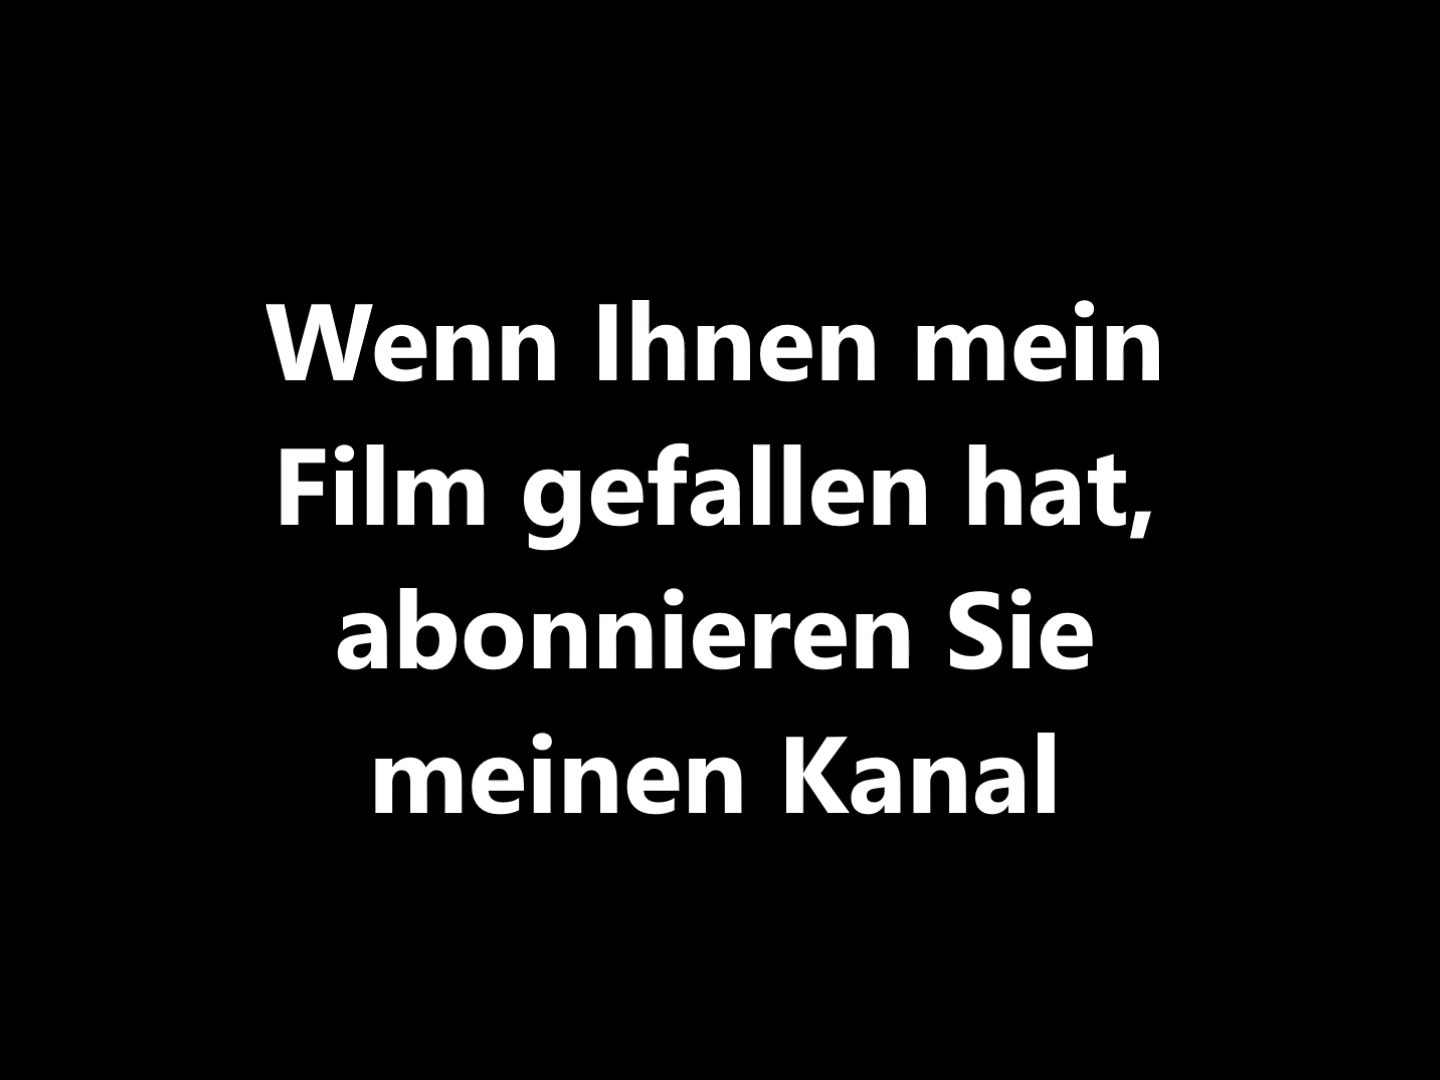 Wenn Ihnen mein
Film gefallen hat,
abonnieren Sie
meinen Kanal